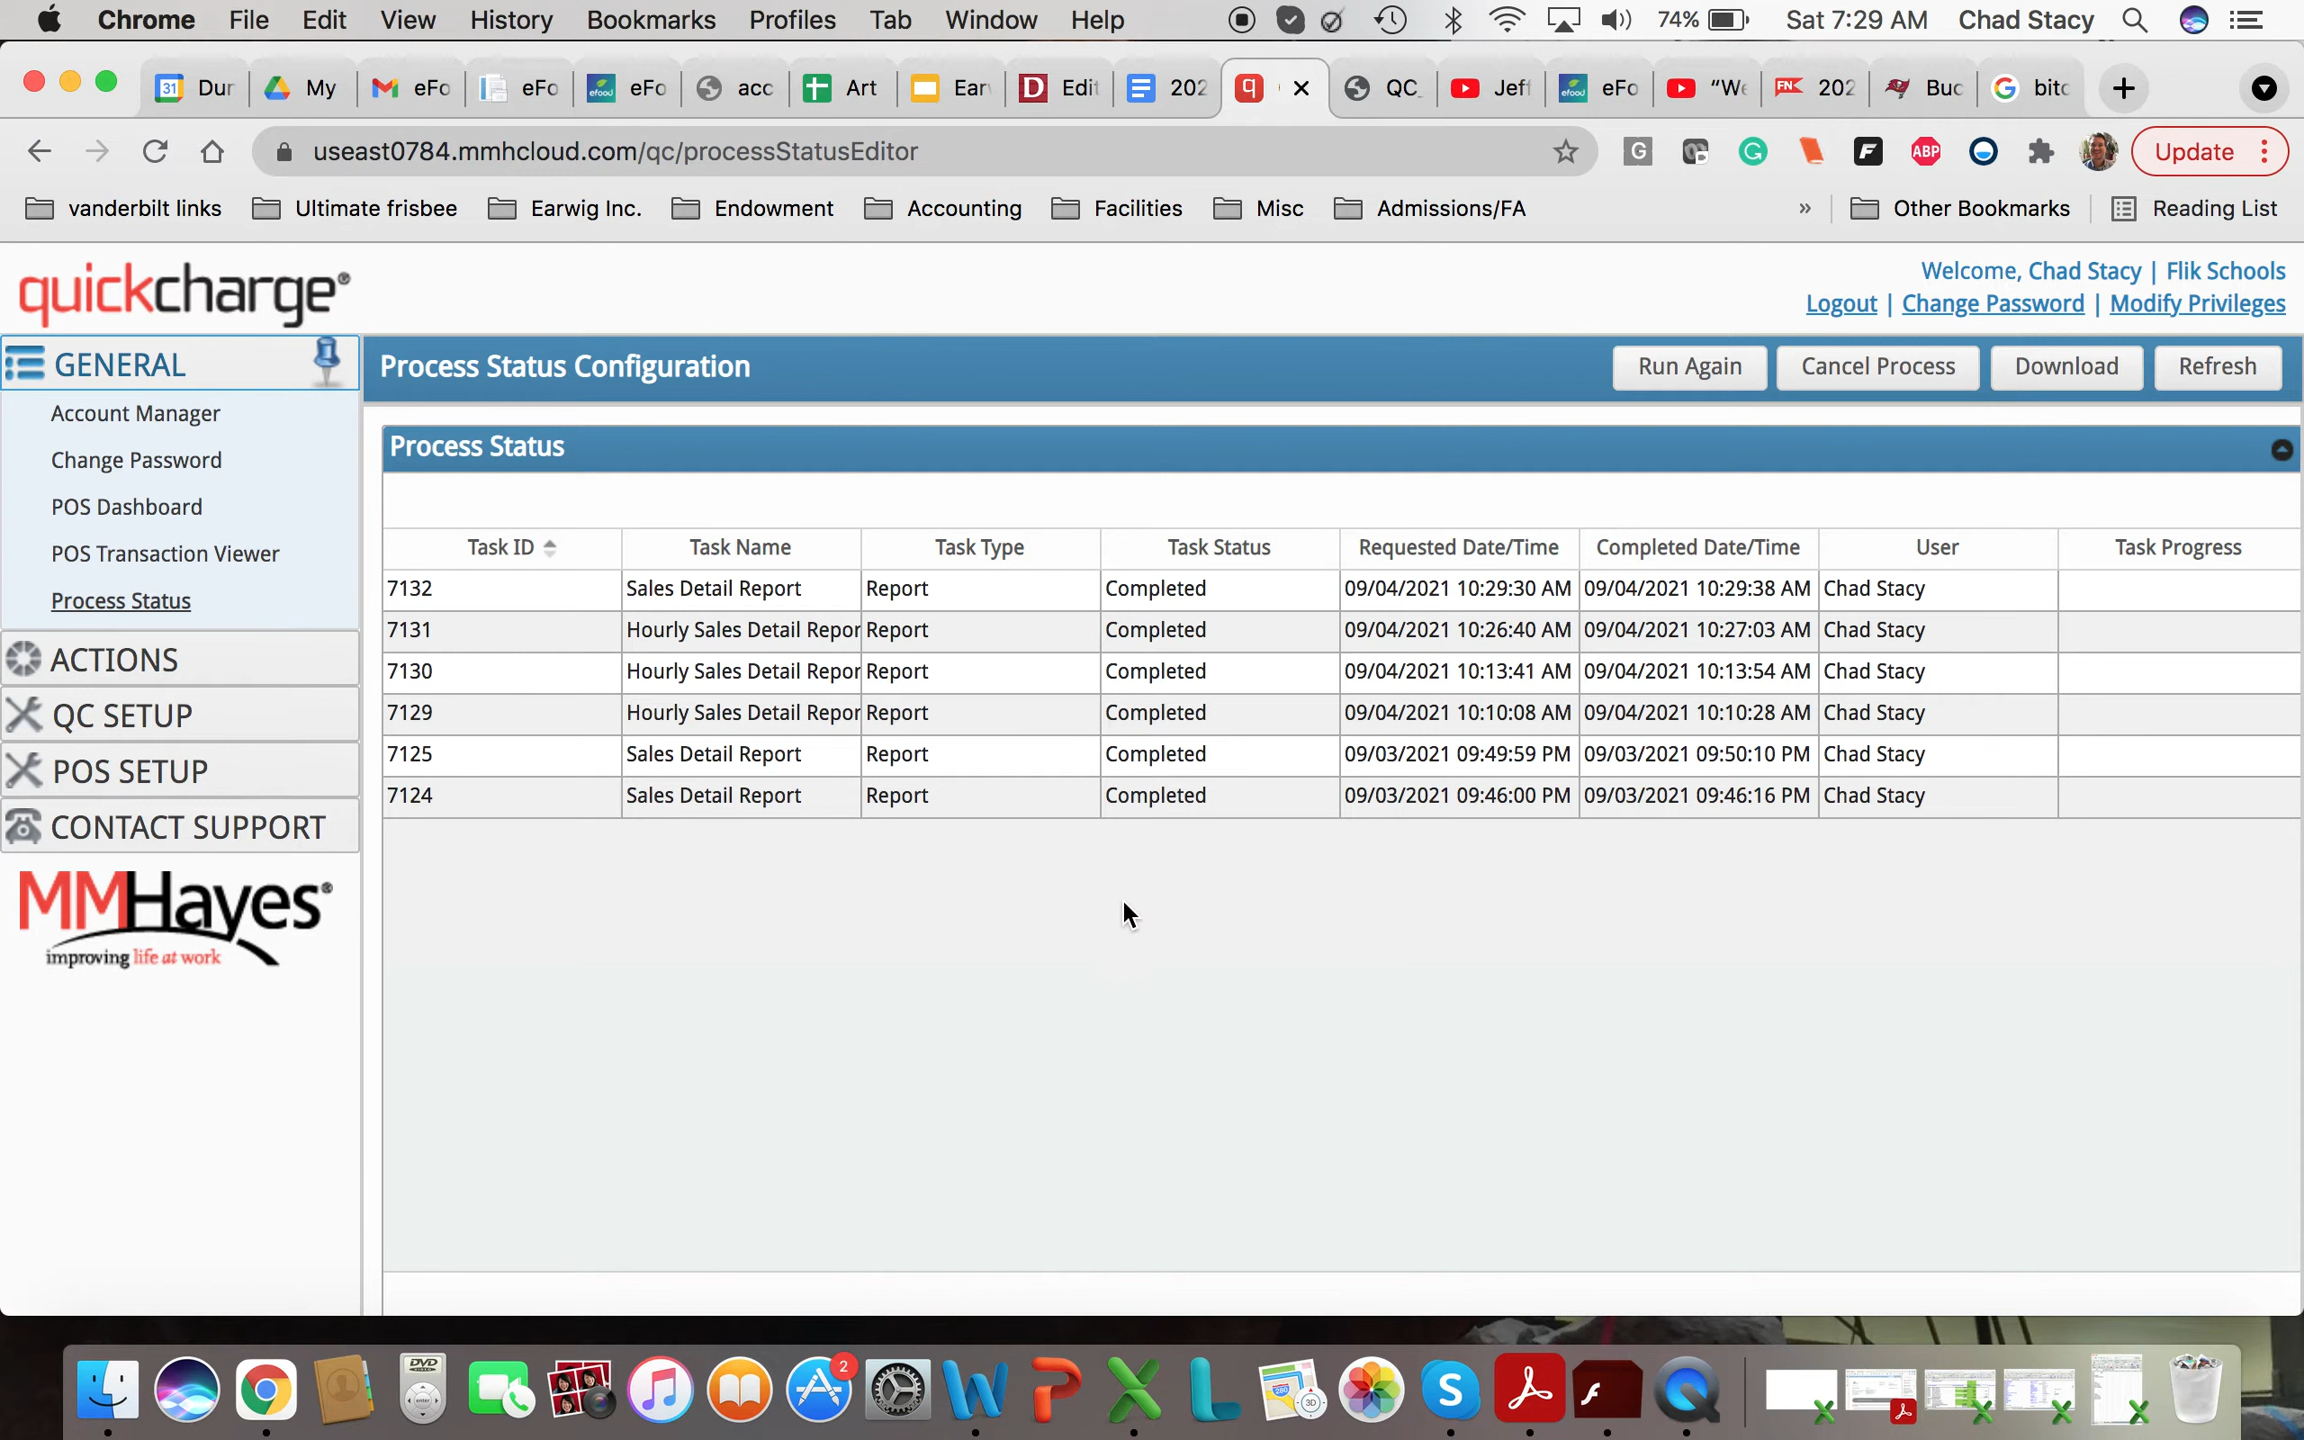 Chrome File Edit View History Bookmarks Profiles Tab Window Help 74% Sat 7:29 AM Chad Stacy
31 Dur My eFo eFo efood eFo acc Art Ear D Edit 202 q QC_ Jeff efood eFo "We FN 202 Buc G bitc
useast0784.mmhcloud.com/qc/processStatusEditor G G F ABP Update
vanderbilt links Ultimate frisbee Earwig Inc. Endowment Accounting Facilities Misc Admissions/FA » Other Bookmarks Reading List
quickcharge®
Welcome, Chad Stacy | Flik Schools
Logout | Change Password | Modify Privileges
GENERAL
Account Manager
Change Password
POS Dashboard
POS Transaction Viewer
Process Status
ACTIONS
QC SETUP
POS SETUP
CONTACT SUPPORT
MMHayes®
improving life at work
Process Status Configuration Run Again Cancel Process Download Refresh
Process Status
Task ID Task Name Task Type Task Status Requested Date/Time Completed Date/Time User Task Progress
7132 Sales Detail Report Report Completed 09/04/2021 10:29:30 AM 09/04/2021 10:29:38 AM Chad Stacy
7131 Hourly Sales Detail Repor Report Completed 09/04/2021 10:26:40 AM 09/04/2021 10:27:03 AM Chad Stacy
7130 Hourly Sales Detail Repor Report Completed 09/04/2021 10:13:41 AM 09/04/2021 10:13:54 AM Chad Stacy
7129 Hourly Sales Detail Repor Report Completed 09/04/2021 10:10:08 AM 09/04/2021 10:10:28 AM Chad Stacy
7125 Sales Detail Report Report Completed 09/03/2021 09:49:59 PM 09/03/2021 09:50:10 PM Chad Stacy
7124 Sales Detail Report Report Completed 09/03/2021 09:46:00 PM 09/03/2021 09:46:16 PM Chad Stacy
DVD 2 280 3D